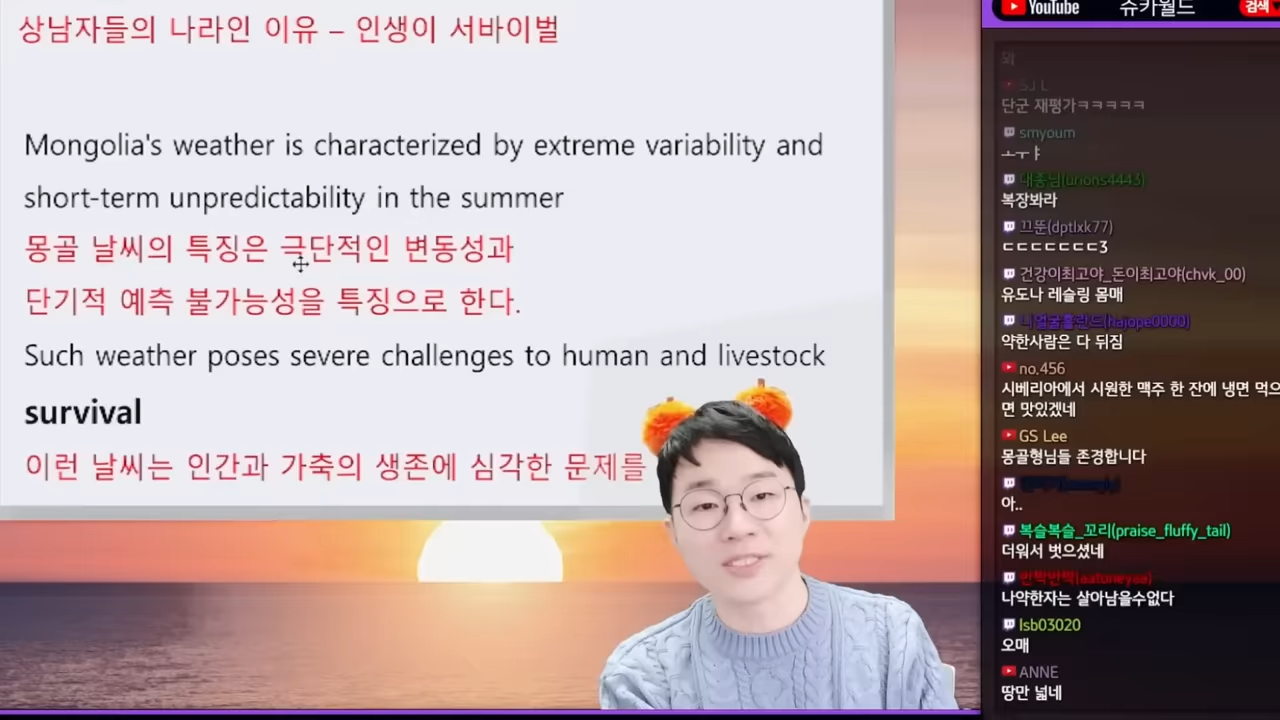 상남자들의 나라인 이유 – 인생이 서바이벌
Mongolia's weather is characterized by extreme variability and
short-term unpredictability in the summer
몽골 날씨의 특징은 극단적인 변동성과
단기적 예측 불가능성을 특징으로 한다.
Such weather poses severe challenges to human and livestock
survival
이런 날씨는 인간과 가축의 생존에 심각한 문제를
YouTube 슈카월드 검색
SJ L
단군 재평가ㅋㅋㅋㅋㅋ
smyoum
ㅗㅜㅑ
대충님(urions4443)
복장봐라
끄뚠(dptlxk77)
ㄷㄷㄷㄷㄷㄷㄷ3
건강이최고야_돈이최고야(chvk_00)
유도나 레슬링 몸매
(hajope0000)
약한사람은 다 뒤짐
no.456
시베리아에서 시원한 맥주 한 잔에 냉면 먹으
면 맛있겠네
GS Lee
몽골형님들 존경합니다
아..
복슬복슬_꼬리(praise_fluffy_tail)
더워서 벗으셨네
나약한자는 살아남을수없다
lsb03020
오매
ANNE
땅만 넓네